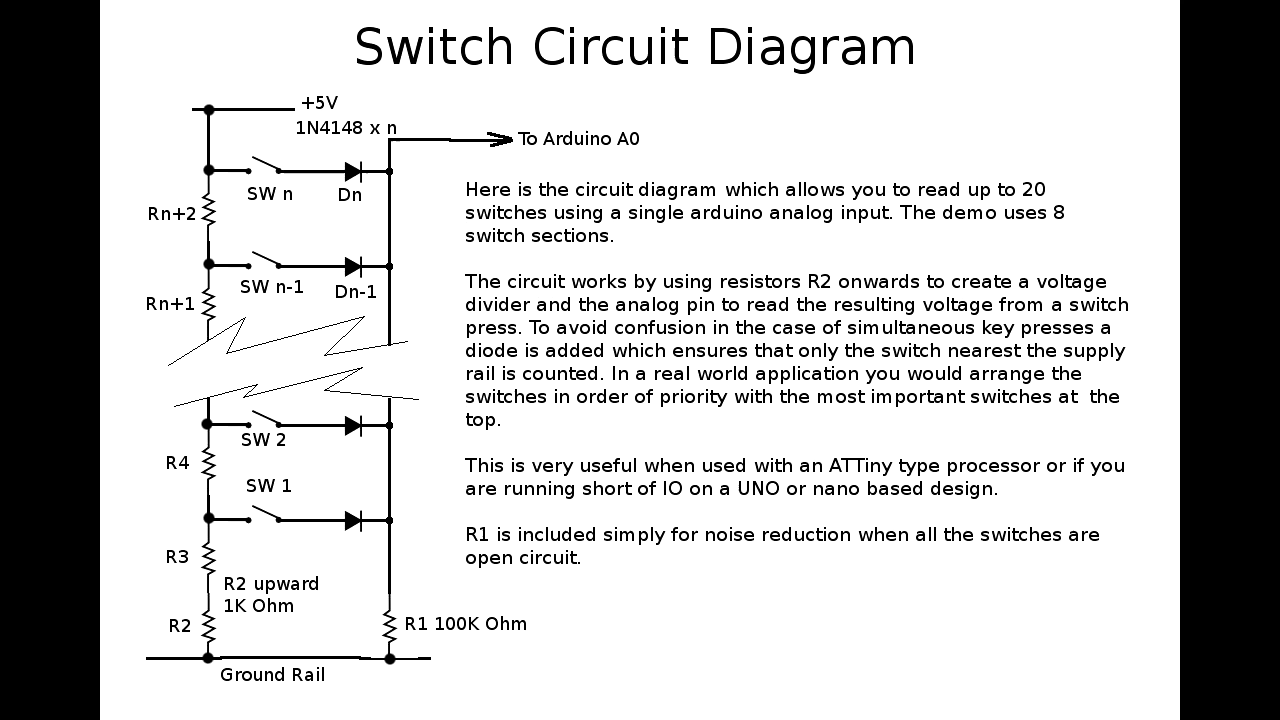 Switch Circuit Diagram
+5V
1N4148 x n
To Arduino A0
SW n
Dn
Rn+2
SW n-1
Dn-1
Rn+1
SW 2
R4
SW 1
R3
R2 upward
1K Ohm
R2
R1 100K Ohm
Ground Rail
Here is the circuit diagram which allows you to read up to 20
switches using a single arduino analog input. The demo uses 8
switch sections.
The circuit works by using resistors R2 onwards to create a voltage
divider and the analog pin to read the resulting voltage from a switch
press. To avoid confusion in the case of simultaneous key presses a
diode is added which ensures that only the switch nearest the supply
rail is counted. In a real world application you would arrange the
switches in order of priority with the most important switches at the
top.
This is very useful when used with an ATTiny type processor or if you
are running short of IO on a UNO or nano based design.
R1 is included simply for noise reduction when all the switches are
open circuit.